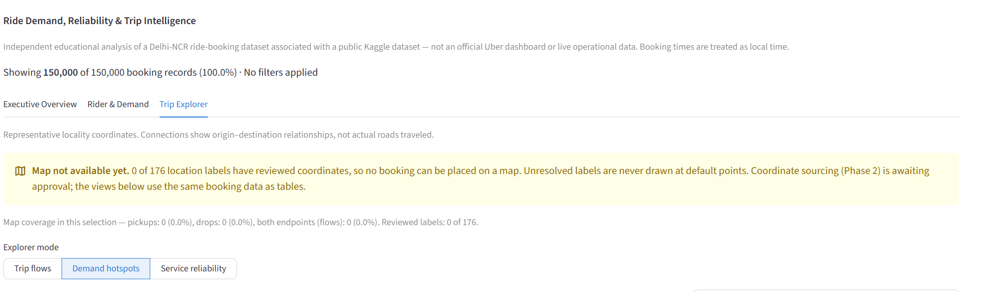 Ride Demand, Reliability & Trip Intelligence
Independent educational analysis of a Delhi-NCR ride-booking dataset associated with a public Kaggle dataset — not an official Uber dashboard or live operational data. Booking times are treated as local time.
Showing 150,000 of 150,000 booking records (100.0%) · No filters applied
Executive Overview Rider & Demand Trip Explorer
Representative locality coordinates. Connections show origin–destination relationships, not actual roads traveled.
Map not available yet. 0 of 176 location labels have reviewed coordinates, so no booking can be placed on a map. Unresolved labels are never drawn at default points. Coordinate sourcing (Phase 2) is awaiting
approval; the views below use the same booking data as tables.
Map coverage in this selection — pickups: 0 (0.0%), drops: 0 (0.0%), both endpoints (flows): 0 (0.0%). Reviewed labels: 0 of 176.
Explorer mode
Trip flows Demand hotspots Service reliability